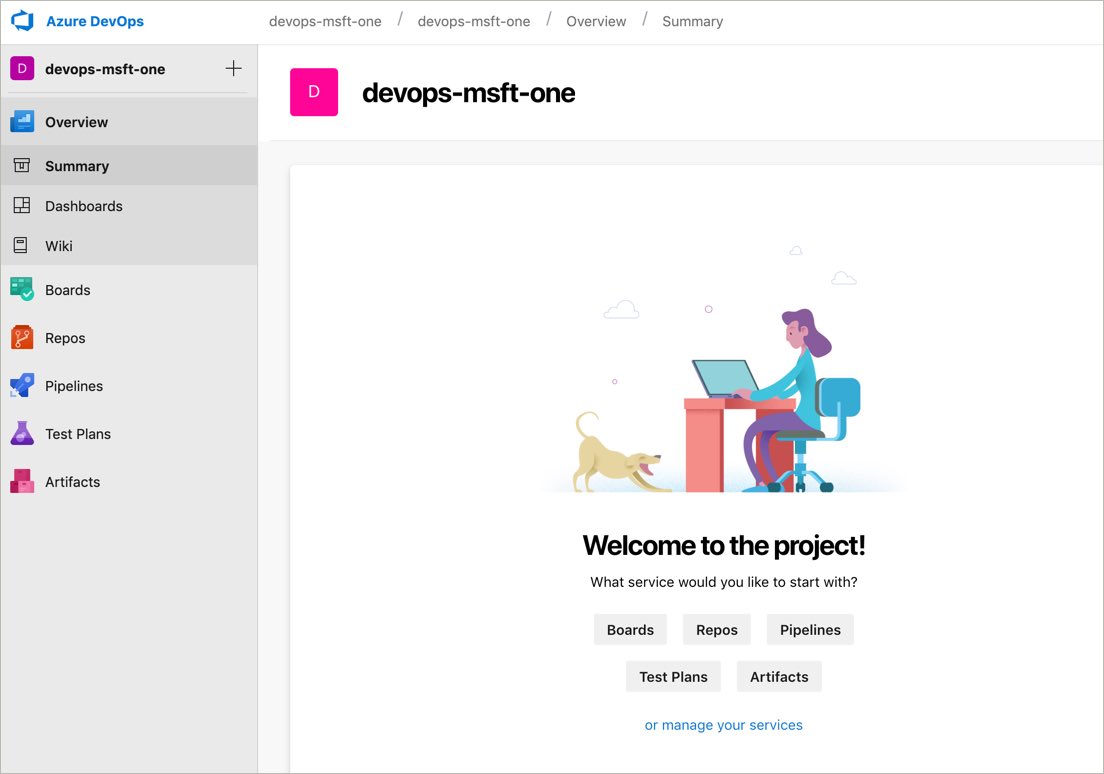 Azure DevOps
devops-msft-one / devops-msft-one / Overview / Summary
D devops-msft-one
Overview
Summary
Dashboards
Wiki
Boards
Repos
Pipelines
Test Plans
Artifacts
D devops-msft-one
Welcome to the project!
What service would you like to start with?
Boards Repos Pipelines
Test Plans Artifacts
or manage your services